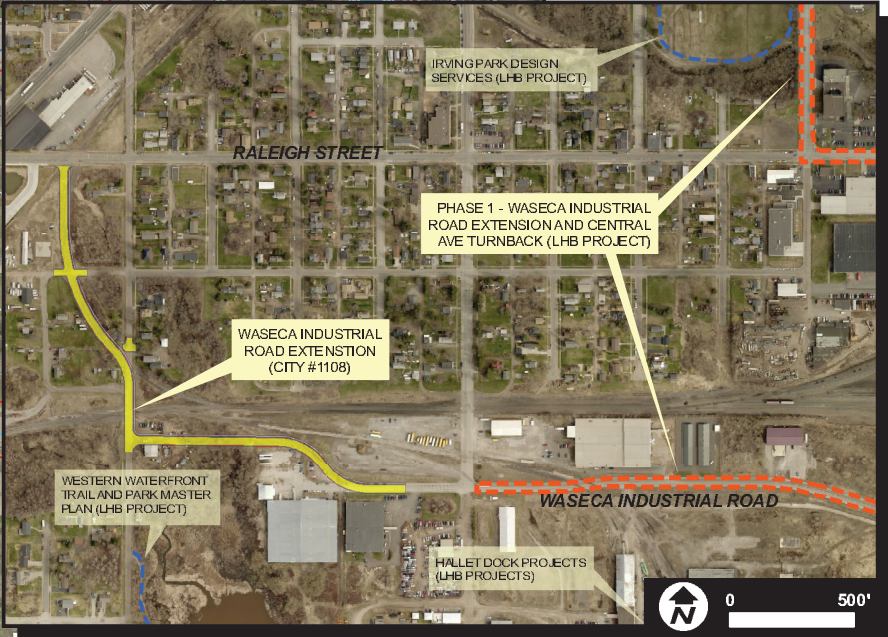 IRVING PARK DESIGN
SERVICES (LHB PROJECT)
RALEIGH STREET
PHASE 1 - WASECA INDUSTRIAL
ROAD EXTENSION AND CENTRAL
AVE TURNBACK (LHB PROJECT)
WASECA INDUSTRIAL
ROAD EXTENSTION
(CITY #1108)
WESTERN WATERFRONT
TRAIL AND PARK MASTER
PLAN (LHB PROJECT)
WASECA INDUSTRIAL ROAD
HALLET DOCK PROJECTS
(LHB PROJECTS)
N
0 500'